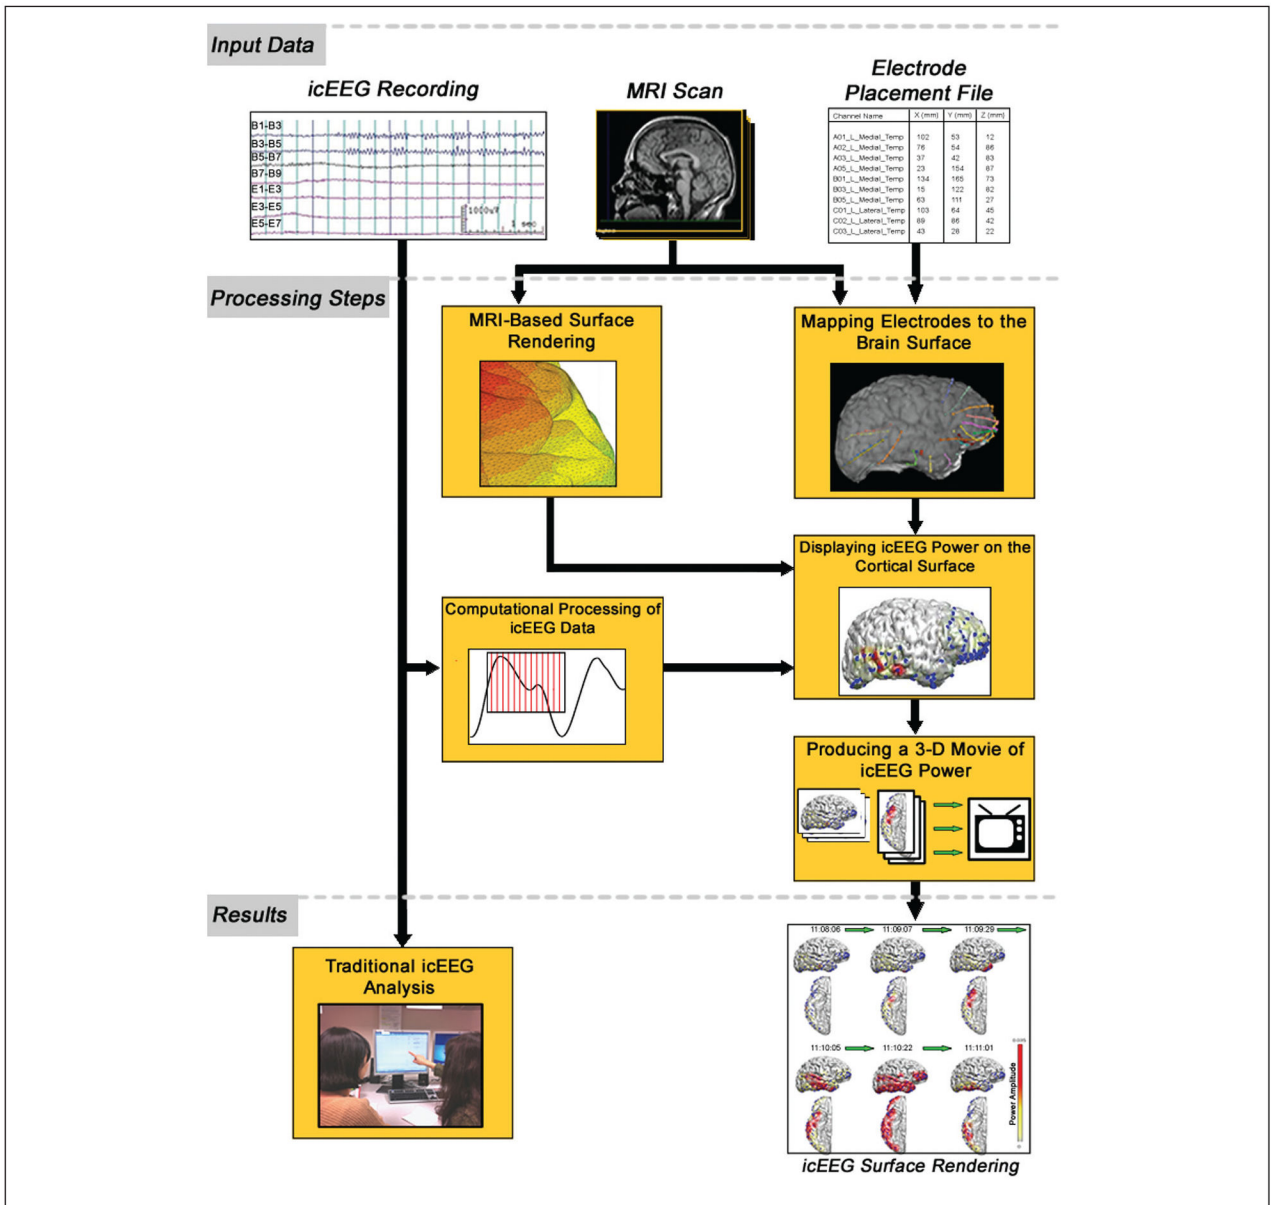 Input Data
icEEG Recording
MRI Scan
Electrode
Placement File
B1-B3
B3-B5
B5-B7
B7-B9
E1-E3
E3-E5
E5-E7
1000uV
1 sec
Channel Name X (mm) Y (mm) Z (mm)
A01_L_Medial_Temp 102 53 12
A02_L_Medial_Temp 76 54 86
A03_L_Medial_Temp 37 42 83
A05_L_Medial_Temp 23 154 87
B01_L_Medial_Temp 134 165 73
B03_L_Medial_Temp 15 122 82
B05_L_Medial_Temp 63 111 27
C01_L_Lateral_Temp 103 64 45
C02_L_Lateral_Temp 69 86 42
C03_L_Lateral_Temp 43 26 22
Processing Steps
MRI-Based Surface
Rendering
Mapping Electrodes to the
Brain Surface
Displaying icEEG Power on the
Cortical Surface
Computational Processing of
icEEG Data
Producing a 3-D Movie of
icEEG Power
Results
Traditional icEEG
Analysis
11:08:06 11:09:07 11:09:29
11:10:05 11:10:22 11:11:01
Power Amplitude
0
icEEG Surface Rendering